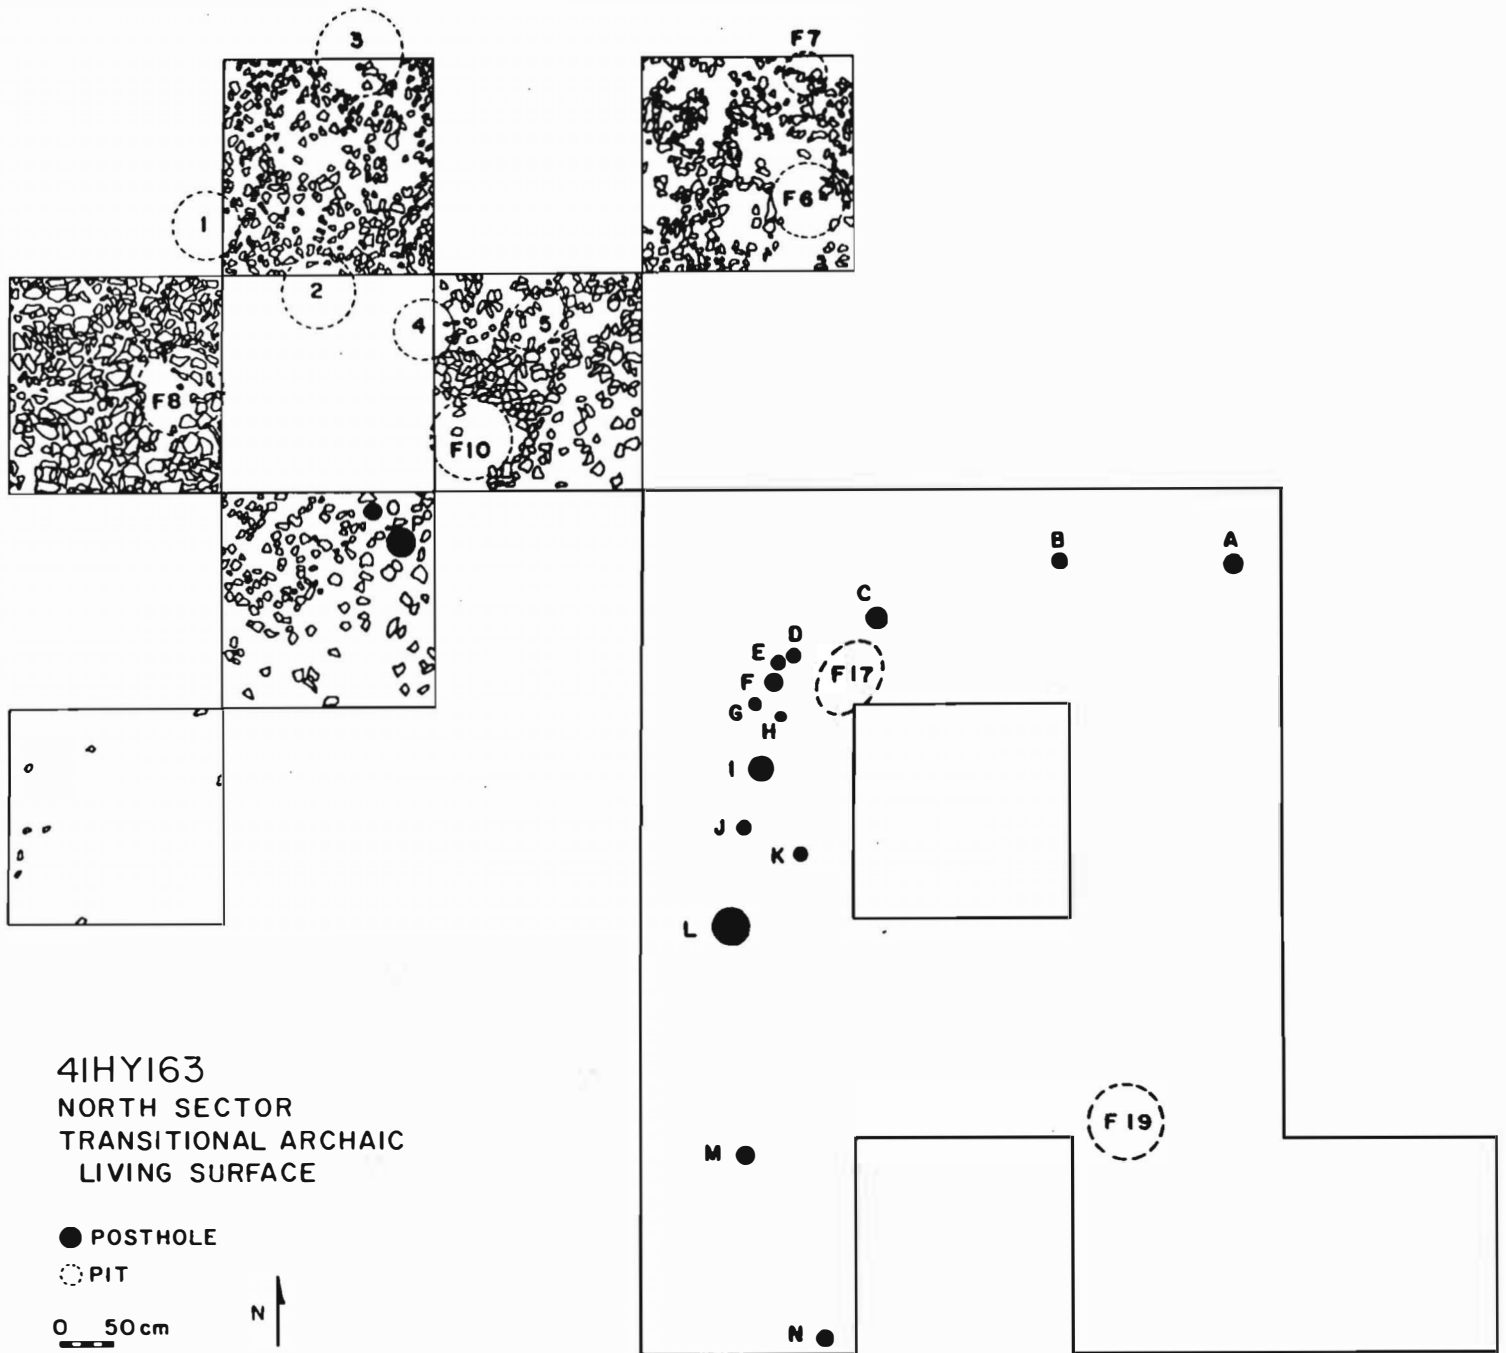 3
F7
F6
1
2
4
5
F8
F10
O
P
B
A
C
D
E
F
F17
G
H
I
J
K
L
41HY163
NORTH SECTOR
TRANSITIONAL ARCHAIC
LIVING SURFACE
F19
M
POSTHOLE
PIT
N
0 50cm
N